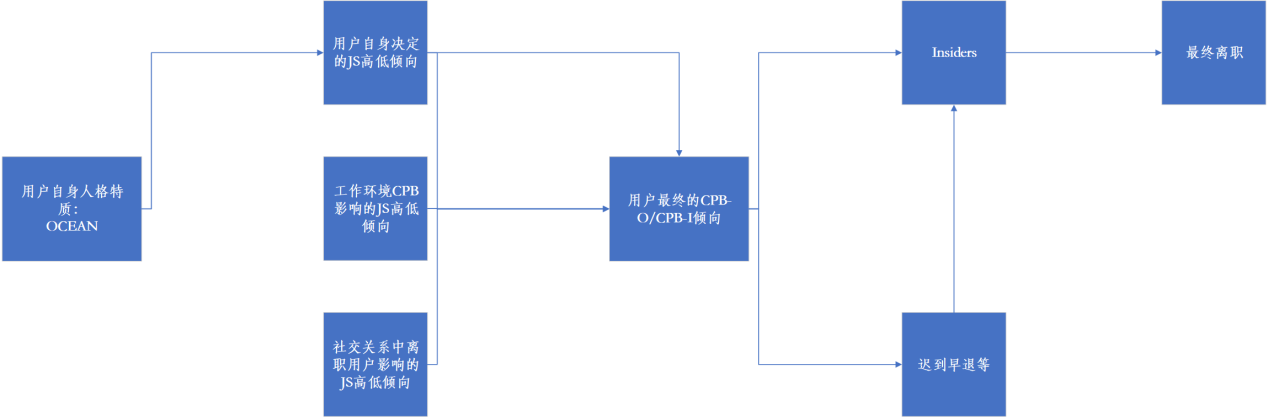 用户自身人格特
质：
OCEAN
用户自身决定
的JS高低倾向
工作环境CPB
影响的JS高低
倾向
社交关系中离
职用户影响的
JS高低倾向
用户最终的CPB-
O/CPB-I倾向
Insiders
迟到早退等
最终离职